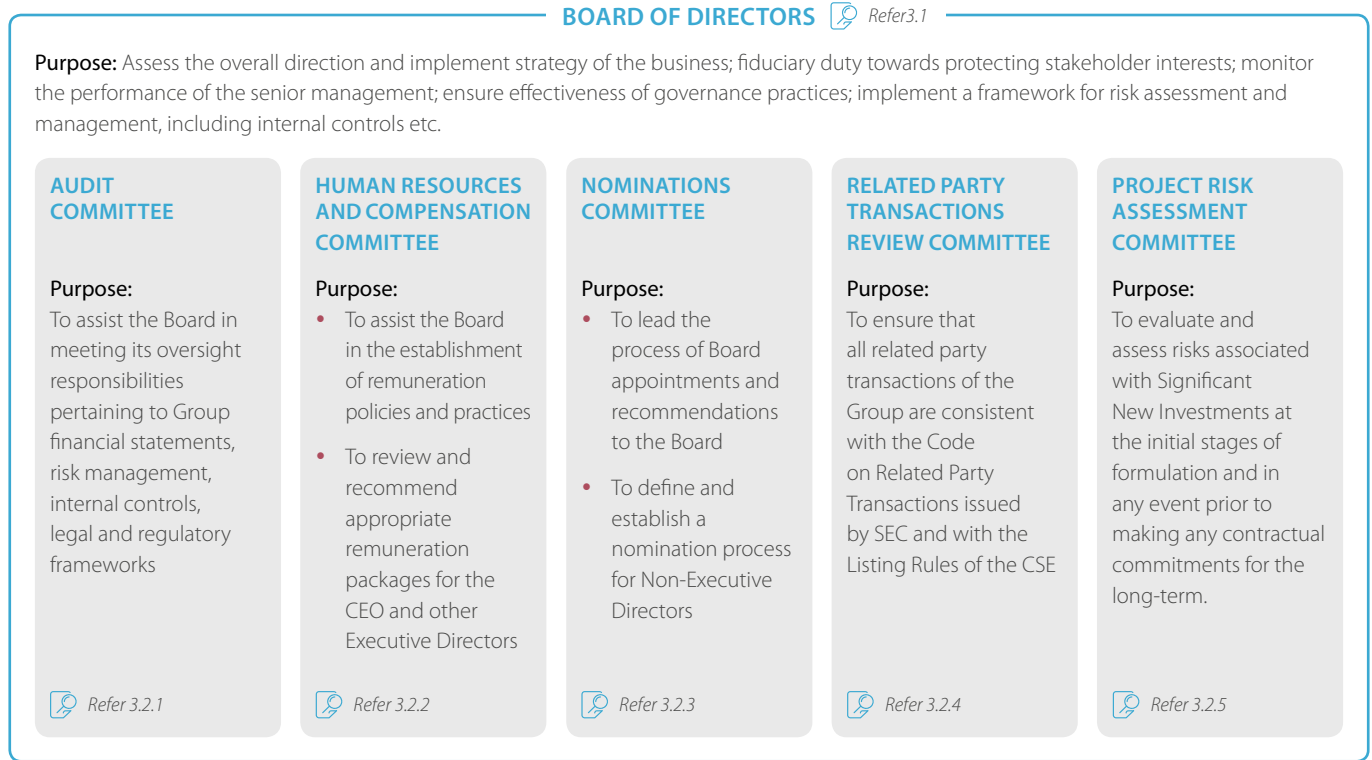 BOARD OF DIRECTORS Refer3.1
Purpose: Assess the overall direction and implement strategy of the business; fiduciary duty towards protecting stakeholder interests; monitor
the performance of the senior management; ensure effectiveness of governance practices; implement a framework for risk assessment and
management, including internal controls etc.
AUDIT
COMMITTEE
Purpose:
To assist the Board in
meeting its oversight
responsibilities
pertaining to Group
financial statements,
risk management,
internal controls,
legal and regulatory
frameworks
Refer 3.2.1
HUMAN RESOURCES
AND COMPENSATION
COMMITTEE
Purpose:
• To assist the Board
in the establishment
of remuneration
policies and practices
• To review and
recommend
appropriate
remuneration
packages for the
CEO and other
Executive Directors
Refer 3.2.2
NOMINATIONS
COMMITTEE
Purpose:
• To lead the
process of Board
appointments and
recommendations
to the Board
• To define and
establish a
nomination process
for Non-Executive
Directors
Refer 3.2.3
RELATED PARTY
TRANSACTIONS
REVIEW COMMITTEE
Purpose:
To ensure that
all related party
transactions of the
Group are consistent
with the Code
on Related Party
Transactions issued
by SEC and with the
Listing Rules of the CSE
Refer 3.2.4
PROJECT RISK
ASSESSMENT
COMMITTEE
Purpose:
To evaluate and
assess risks associated
with Significant
New Investments at
the initial stages of
formulation and in
any event prior to
making any contractual
commitments for the
long-term.
Refer 3.2.5